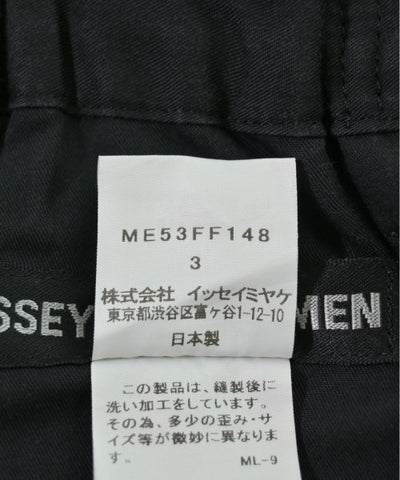 ME53FF148
3
株式会社 イッセイミヤケ
東京都渋谷区富ヶ谷1-12-10
日本製
SSEY MEN
この製品は、縫製後に
洗い加工をしています。
その為、多少の歪み・サ
イズ等が微妙に異なりま
す。
ML-9